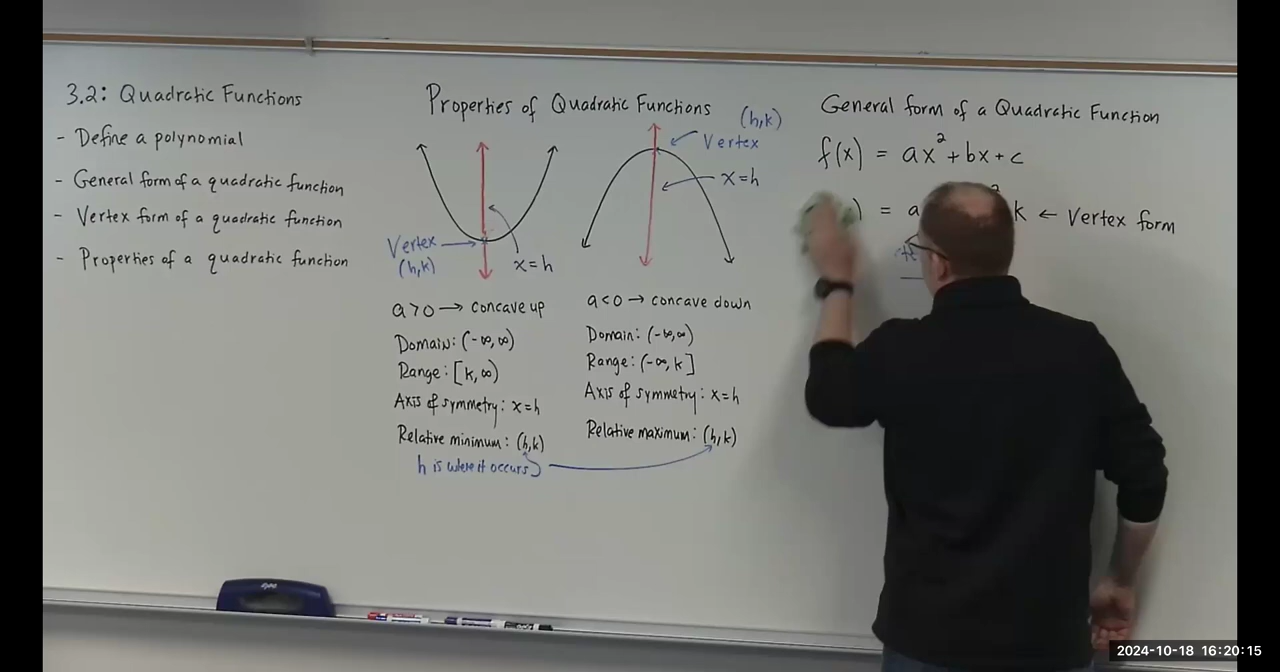 3.2: Quadratic Functions
- Define a polynomial
- General form of a quadratic function
- Vertex form of a quadratic function
- Properties of a quadratic function
Properties of Quadratic Functions
Vertex
(h,k)
x=h
(h,k)
Vertex
x=h
a>0 → concave up
Domain: (-∞,∞)
Range: [k,∞)
Axis of symmetry: x=h
Relative minimum: (h,k)
h is where it occurs
a<0 → concave down
Domain: (-∞,∞)
Range: (-∞,k]
Axis of symmetry: x=h
Relative maximum: (h,k)
General form of a Quadratic Function
f(x) = ax²+bx+c
) = a ² k ← Vertex form
expo
2024-10-18 16:20:15